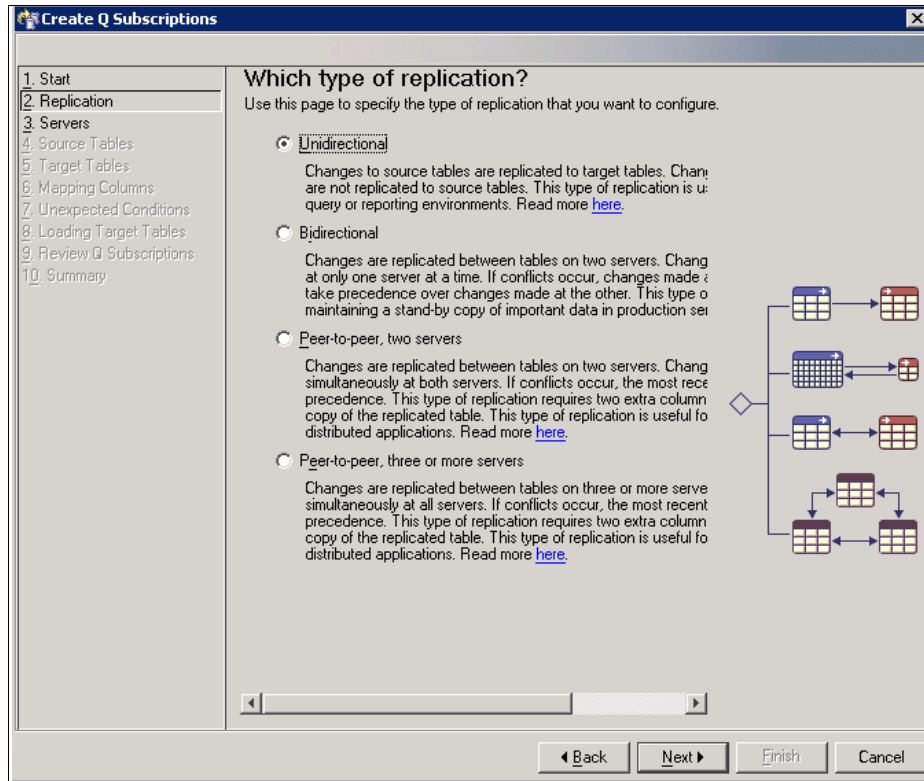 Create Q Subscriptions
1. Start
2. Replication
3. Servers
4. Source Tables
5. Target Tables
6. Mapping Columns
7. Unexpected Conditions
8. Loading Target Tables
9. Review Q Subscriptions
10. Summary
Which type of replication?
Use this page to specify the type of replication that you want to configure.
Unidirectional
Changes to source tables are replicated to target tables.
are not replicated to source tables. This type of replication is
query or reporting environments. Read more here.
Bidirectional
Changes are replicated between tables on two servers. Chang
at only one server at a time. If conflicts occur, changes made
take precedence over changes made at the other. This type o
maintaining a stand-by copy of important data in production
Peer-to-peer, two servers
Changes are replicated between tables on two servers. Chang
simultaneously at both servers. If conflicts occur, the most rece
precedence. This type of replication requires two extra column
copy of the replicated table. This type of replication is useful fo
distributed applications. Read more here.
Peer-to-peer, three or more servers
Changes are replicated between tables on three or more serve
simultaneously at all servers. If conflicts occur, the most recent
precedence. This type of replication requires two extra column
copy of the replicated table. This type of replication is useful fo
distributed applications. Read more here.
Back Next Finish Cancel